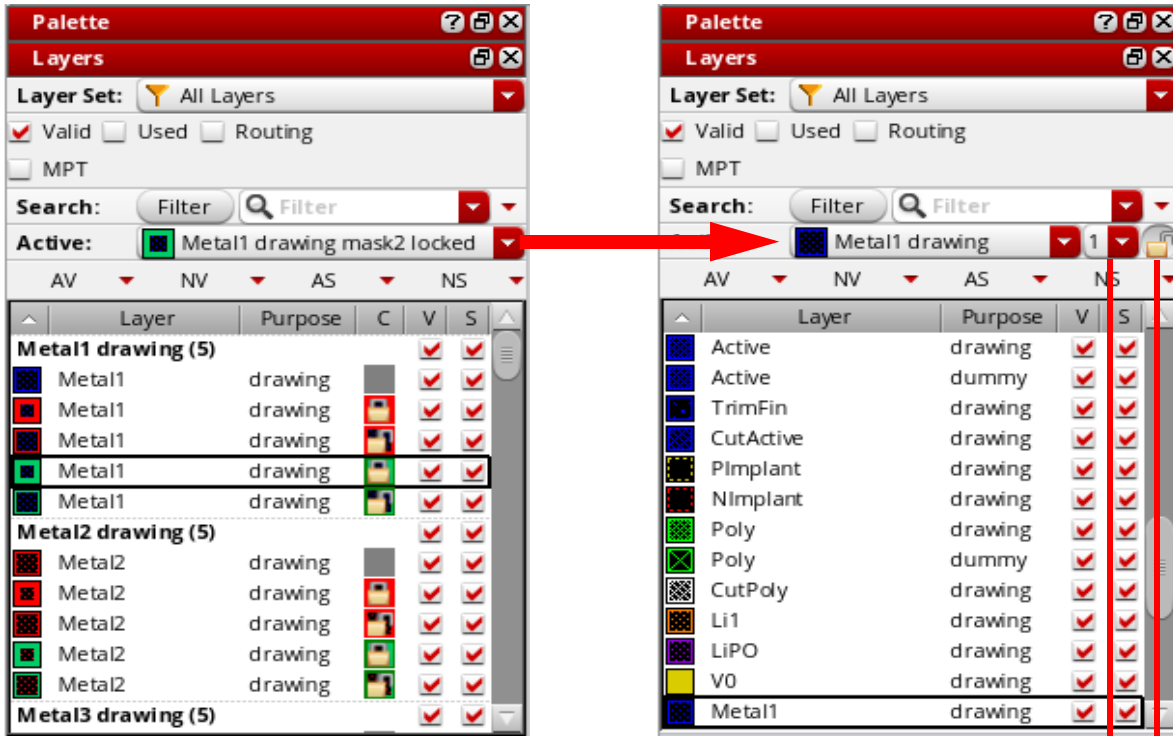 Palette
Layers
Layer Set: All Layers
Valid Used Routing
MPT
Search: Filter Filter
Active: Metal1 drawing mask2 locked
AV NV AS NS
Layer Purpose C V S
Metal1 drawing (5)
Metal1 drawing
Metal1 drawing
Metal1 drawing
Metal1 drawing
Metal1 drawing
Metal2 drawing (5)
Metal2 drawing
Metal2 drawing
Metal2 drawing
Metal2 drawing
Metal2 drawing
Metal3 drawing (5)
Palette
Layers
Layer Set: All Layers
Valid Used Routing
MPT
Search: Filter Filter
Metal1 drawing 1
AV NV AS NS
Layer Purpose V S
Active drawing
Active dummy
TrimFin drawing
CutActive drawing
PImplant drawing
NImplant drawing
Poly drawing
Poly dummy
CutPoly drawing
Li1 drawing
LiPO drawing
V0 drawing
Metal1 drawing